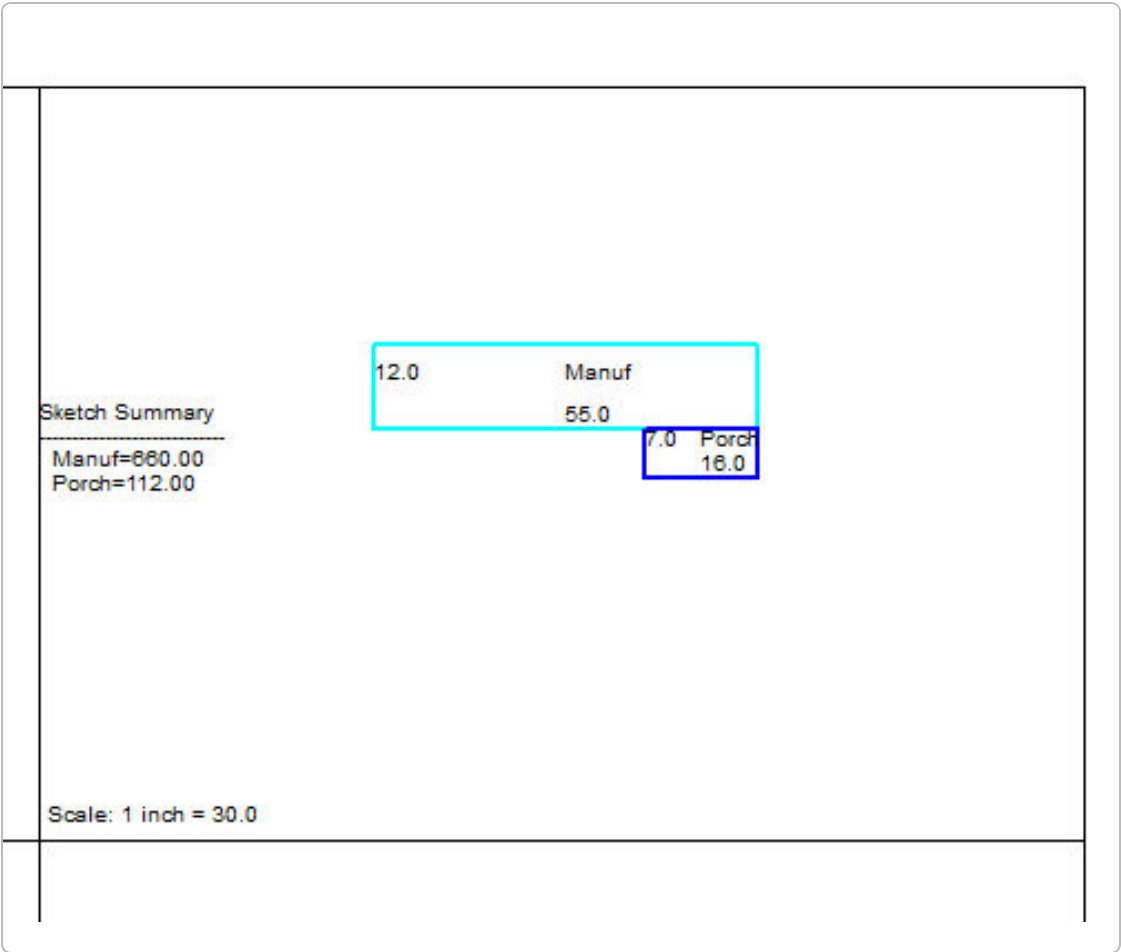 12.0 Manuf
55.0
7.0 Porch
16.0
Sketch Summary
---------------------------
Manuf=660.00
Porch=112.00
Scale: 1 inch = 30.0